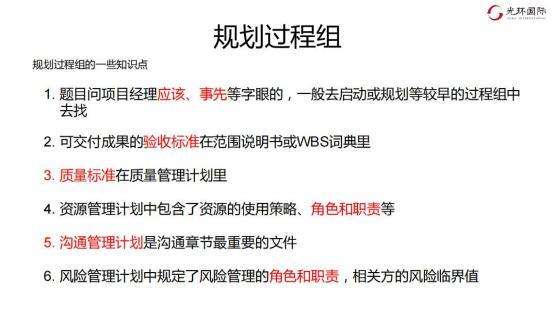 光环国际
规划过程组
规划过程组的一些知识点
1. 题目问项目经理应该、事先等字眼的，一般去启动或规划等较早的过程组中
去找
2. 可交付成果的验收标准在范围说明书或WBS词典里
3. 质量标准在质量管理计划里
4. 资源管理计划中包含了资源的使用策略、角色和职责等
5. 沟通管理计划是沟通章节最重要的文件
6. 风险管理计划中规定了风险管理的角色和职责，相关方的风险临界值